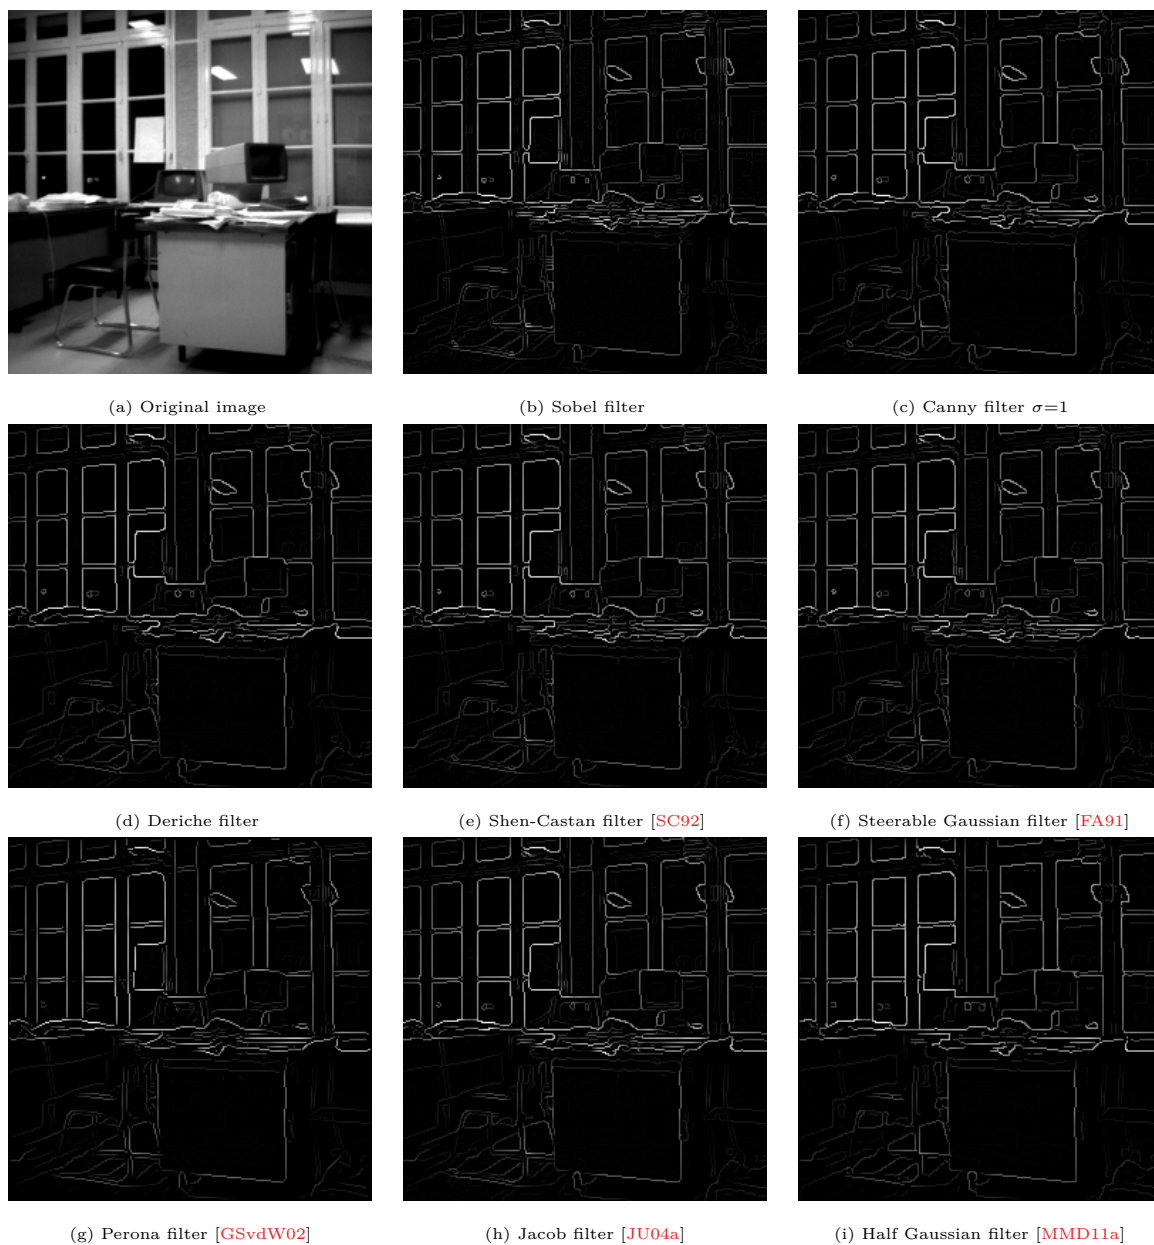 (a) Original image
(b) Sobel filter
(c) Canny filter σ=1
(d) Deriche filter
(e) Shen-Castan filter [SC92]
(f) Steerable Gaussian filter [FA91]
(g) Perona filter [GSvdW02]
(h) Jacob filter [JU04a]
(i) Half Gaussian filter [MMD11a]